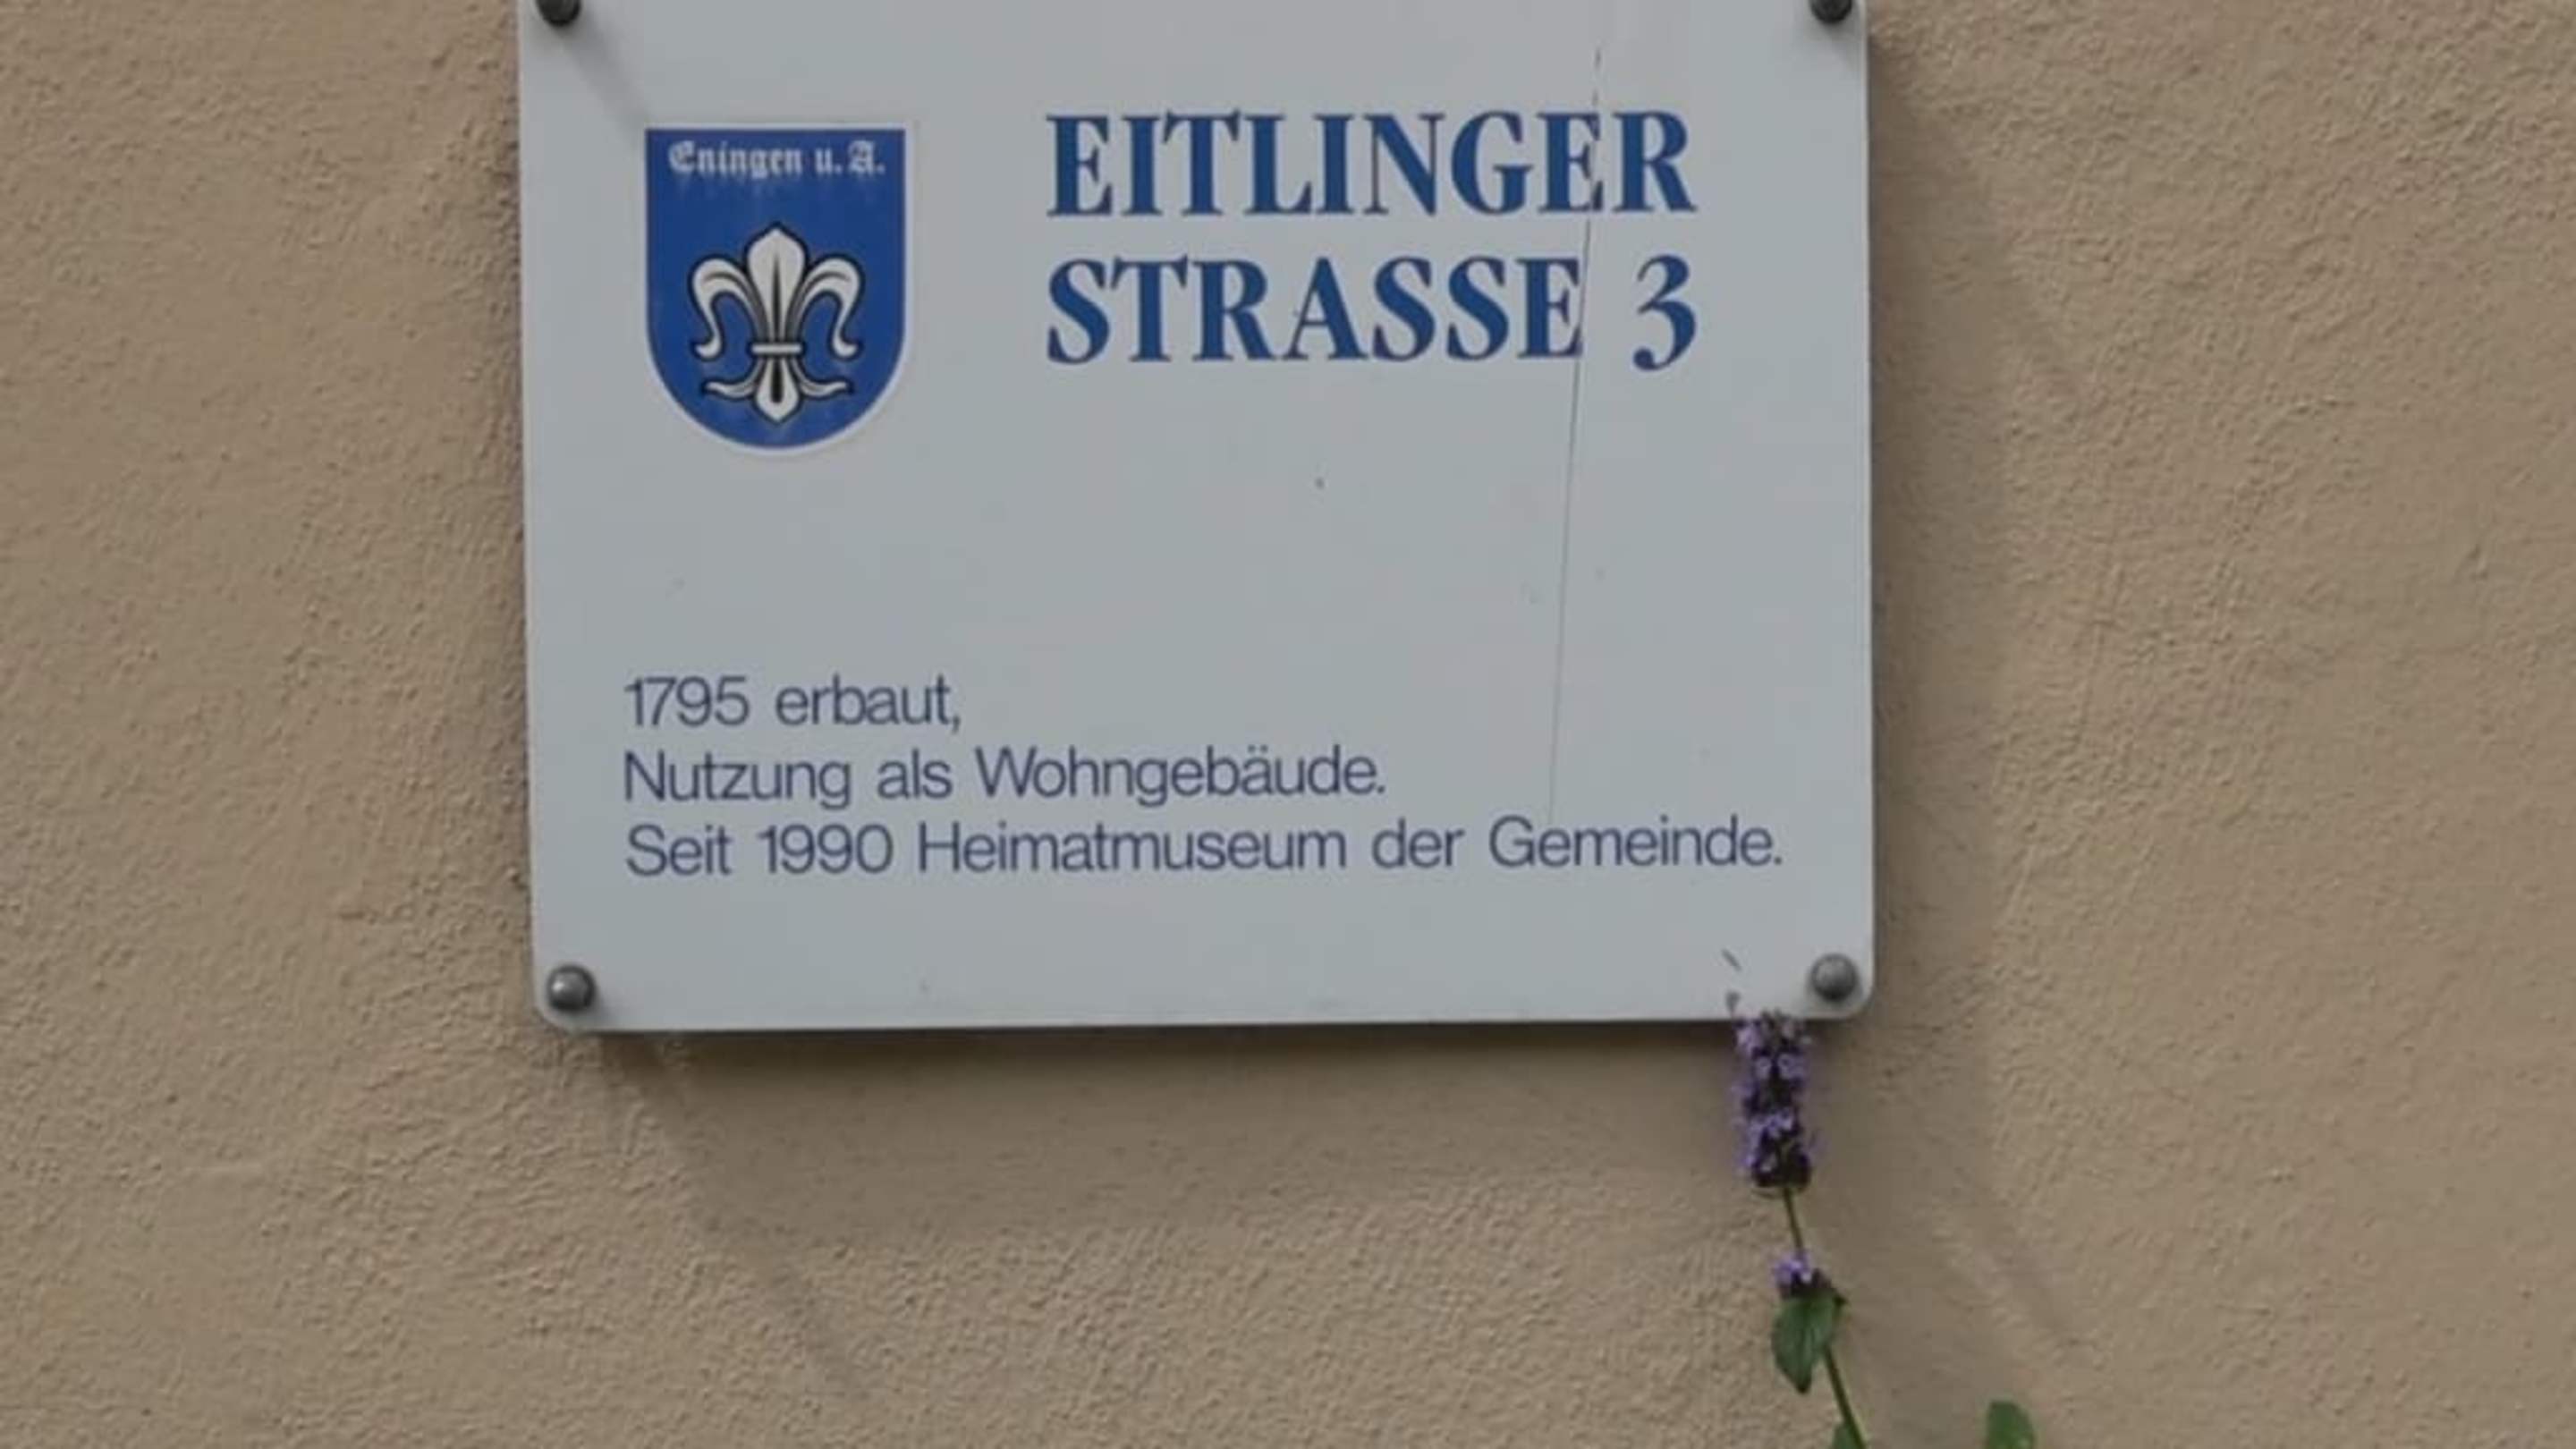 Eningen u. A.
EITLINGER
STRASSE 3
1795 erbaut,
Nutzung als Wohngebäude.
Seit 1990 Heimatmuseum der Gemeinde.